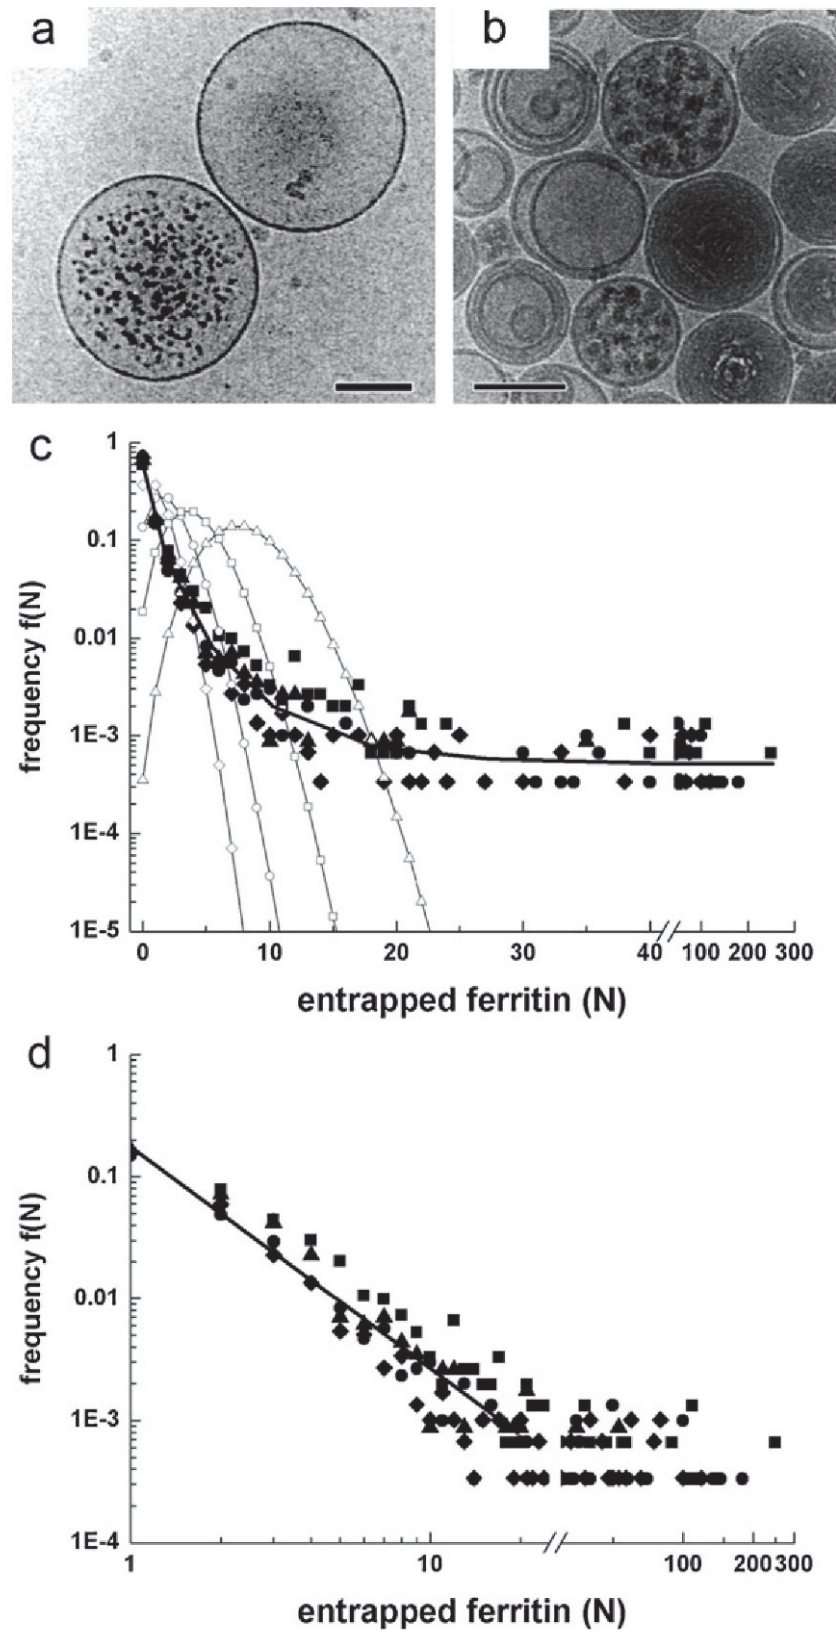 a
b
c
1
0.1
0.01
1E-3
1E-4
1E-5
frequency f(N)
0 10 20 30 40 100 200 300
entrapped ferritin (N)
d
1
0.1
0.01
1E-3
1E-4
frequency f(N)
1 10 100 200 300
entrapped ferritin (N)